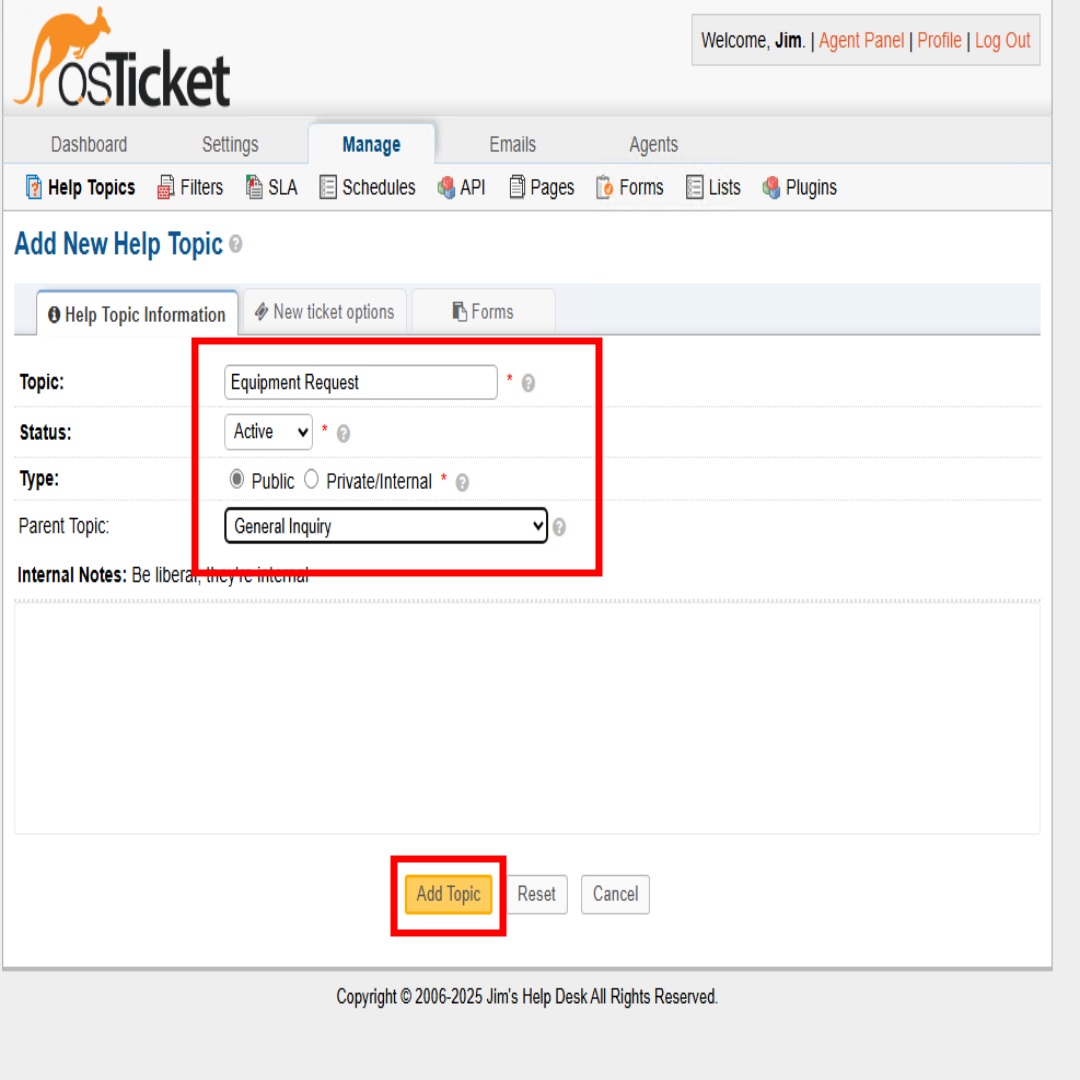 osTicket
Welcome, Jim. | Agent Panel | Profile | Log Out
Dashboard Settings Manage Emails Agents
Help Topics Filters SLA Schedules API Pages Forms Lists Plugins
Add New Help Topic
Help Topic Information New ticket options Forms
Topic: Equipment Request *
Status: Active *
Type: Public Private/Internal *
Parent Topic: General Inquiry
Internal Notes: Be liberal, they're internal
Add Topic Reset Cancel
Copyright © 2006-2025 Jim's Help Desk All Rights Reserved.